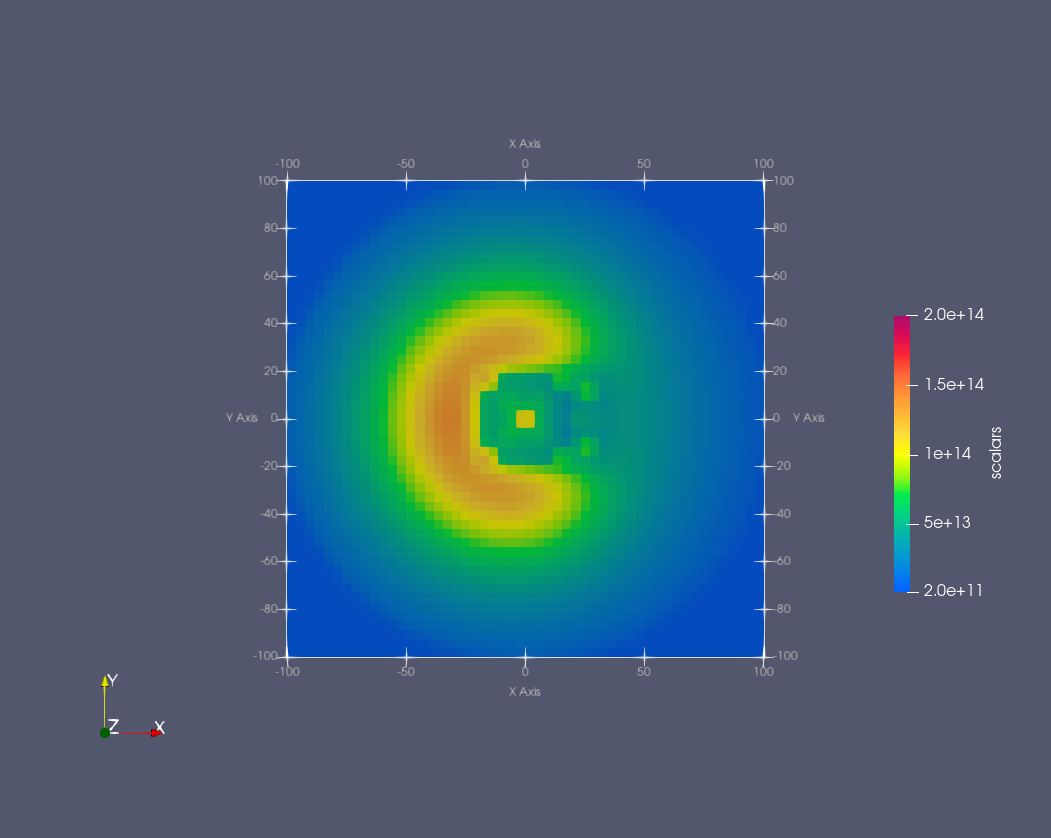 X Axis
-100 -50 0 50 100
100 100
80 80
60 60
40 40
20 20
Y Axis 0 0 Y Axis
-20 -20
-40 -40
-60 -60
-80 -80
-100 -100
-100 -50 0 50 100
X Axis
2.0e+14
1.5e+14
1e+14
5e+13
2.0e+11
scalars
Y
Z X